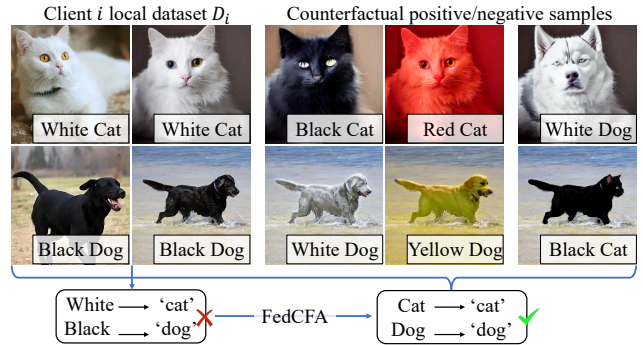 Client i local dataset D_i
Counterfactual positive/negative samples
White Cat
White Cat
Black Cat
Red Cat
White Dog
Black Dog
Black Dog
White Dog
Yellow Dog
Black Cat
White → ‘cat’
Black → ‘dog’
FedCFA
Cat → ‘cat’
Dog → ‘dog’